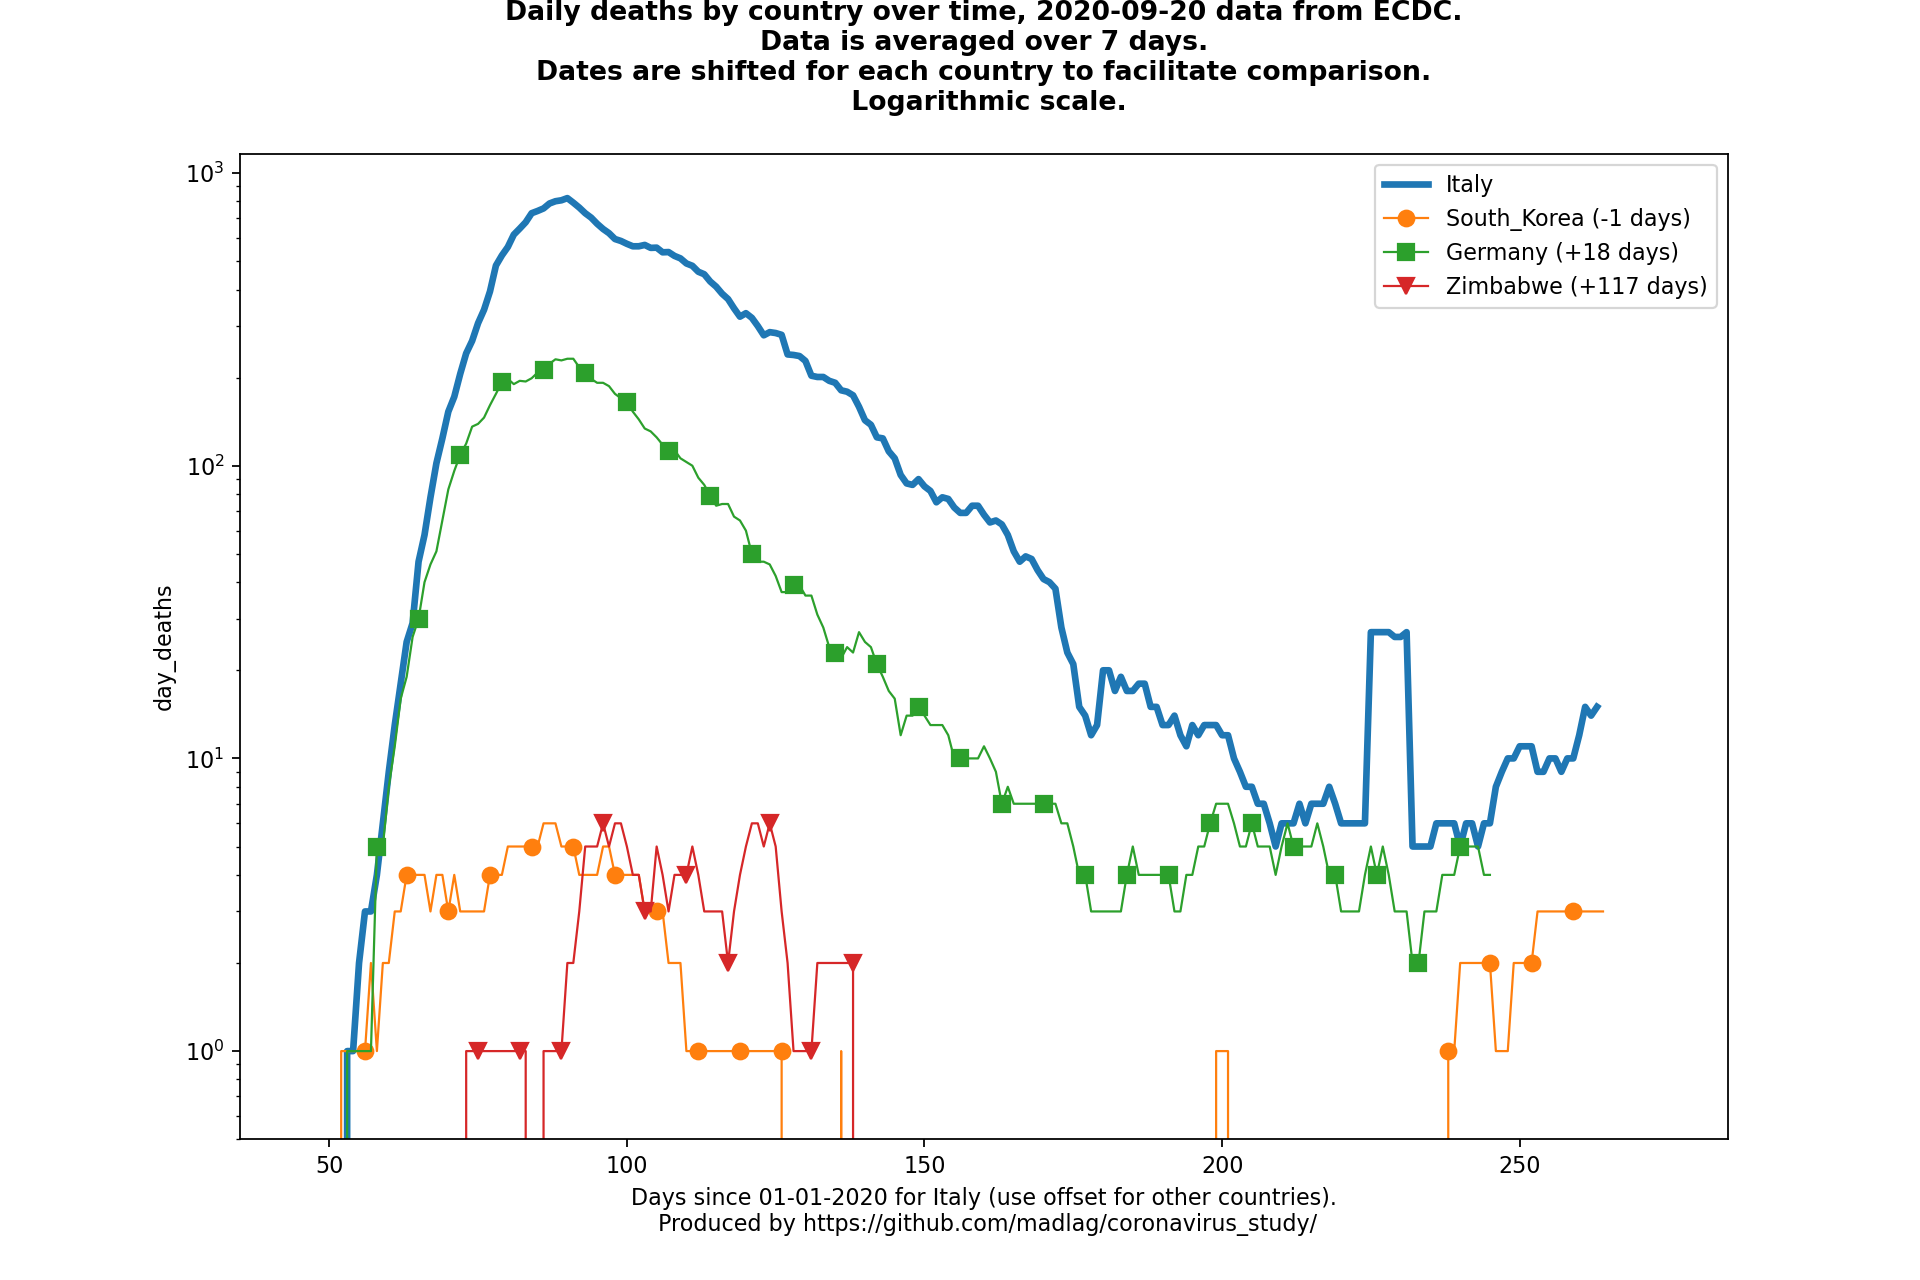 Daily deaths by country over time, 2020-09-20 data from ECDC.
Data is averaged over 7 days.
Dates are shifted for each country to facilitate comparison.
Logarithmic scale.
10³
10²
10¹
10⁰
day_deaths
Italy
South_Korea (-1 days)
Germany (+18 days)
Zimbabwe (+117 days)
50 100 150 200 250
Days since 01-01-2020 for Italy (use offset for other countries).
Produced by https://github.com/madlag/coronavirus_study/